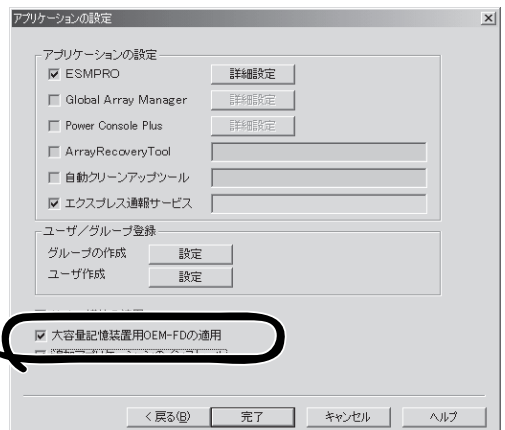 アプリケーションの設定
アプリケーションの設定
ESMPRO 詳細設定
Global Array Manager 詳細設定
Power Console Plus 詳細設定
ArrayRecoveryTool
自動クリーンアップツール
エクスプレス通報サービス
ユーザ/グループ登録
グループの作成 設定
ユーザ作成 設定
大容量記憶装置用OEM-FDの適用
< 戻る(B) 完了 キャンセル ヘルプ